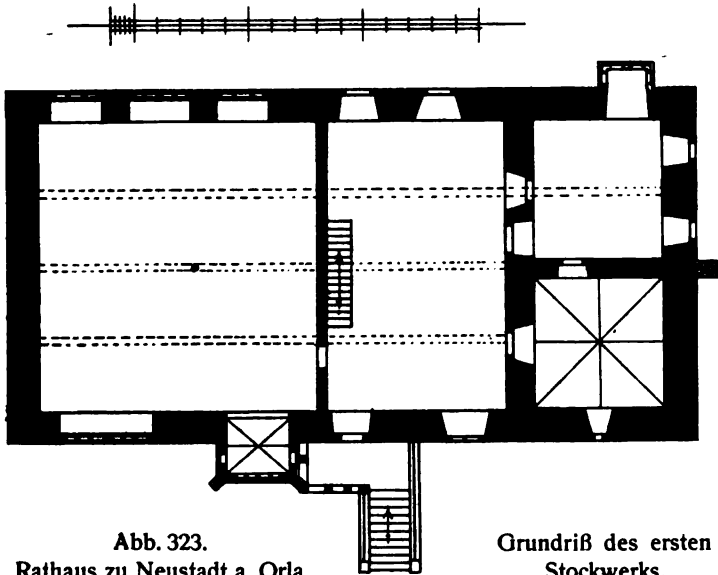 Abb. 323.
Rathaus zu Neustadt a. Orla
Grundriß des ersten
Stockwerks